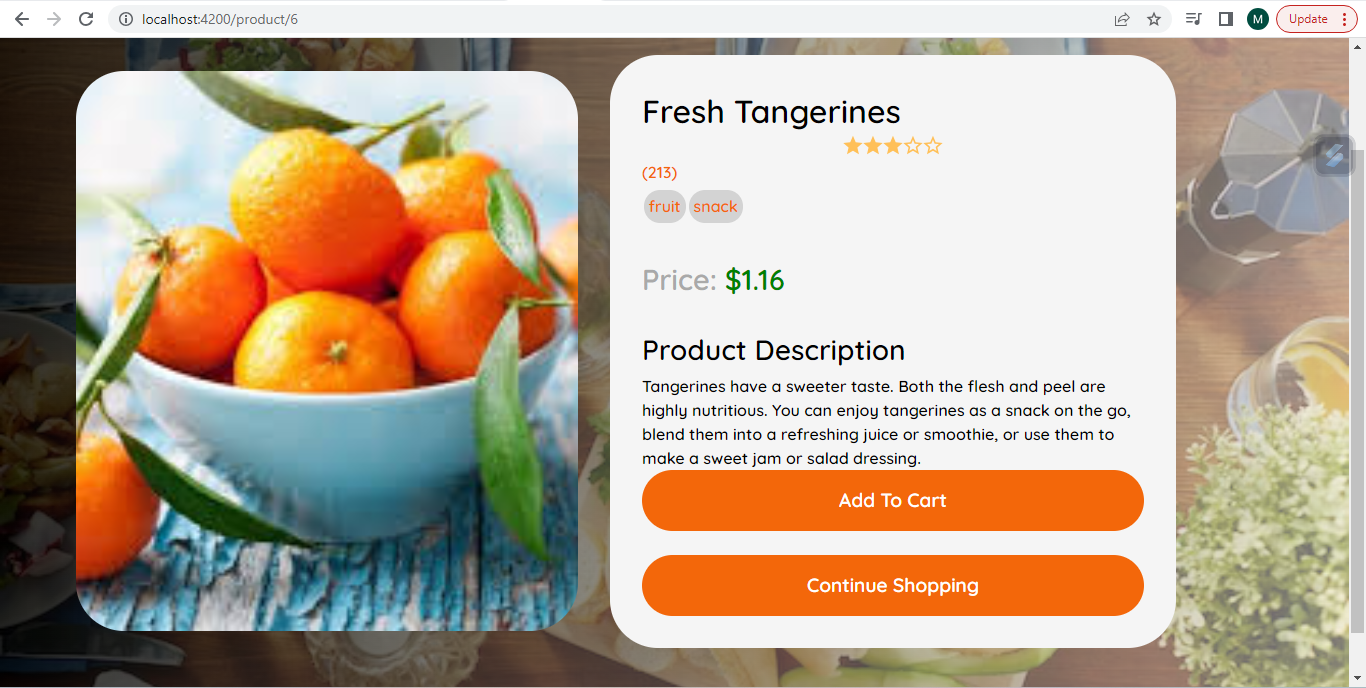 localhost:4200/product/6
M
Update
Fresh Tangerines
(213)
fruit snack
Price: $1.16
Product Description
Tangerines have a sweeter taste. Both the flesh and peel are
highly nutritious. You can enjoy tangerines as a snack on the go,
blend them into a refreshing juice or smoothie, or use them to
make a sweet jam or salad dressing.
Add To Cart
Continue Shopping